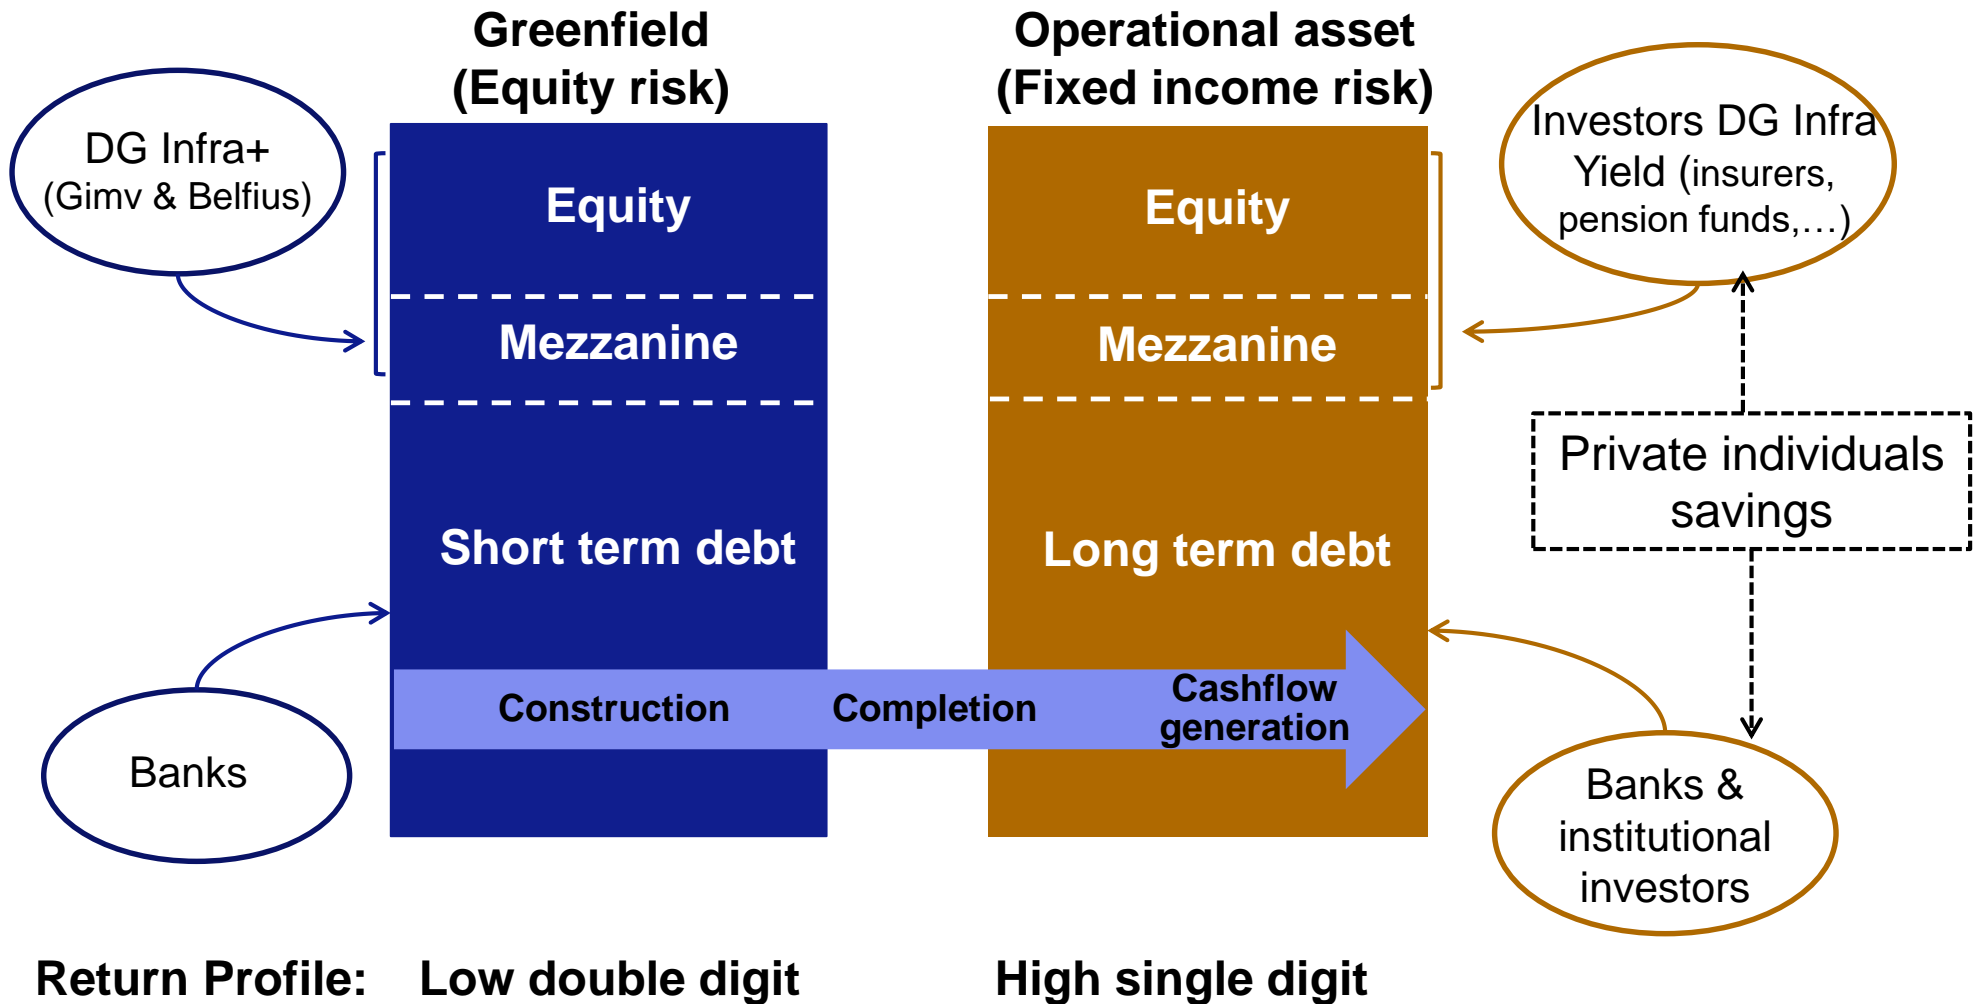 Greenfield
(Equity risk)
Operational asset
(Fixed income risk)
DG Infra+
(Gimv & Belfius)
Equity
Equity
Investors DG Infra
Yield (insurers,
pension funds,...)
Mezzanine
Mezzanine
Private individuals
savings
Short term debt
Long term debt
Construction
Completion
Cashflow
generation
Banks
Banks &
institutional
investors
Return Profile:
Low double digit
High single digit